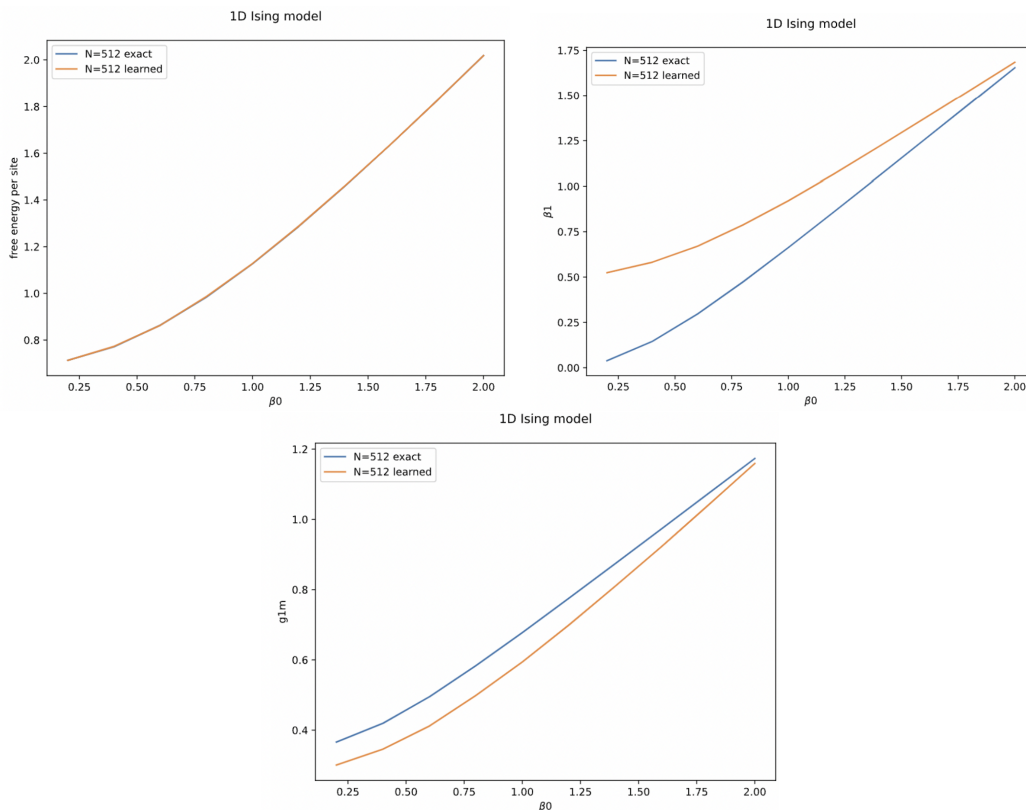 1D Ising model
N=512 exact
N=512 learned
free energy per site
2.0
1.8
1.6
1.4
1.2
1.0
0.8
0.25 0.50 0.75 1.00 1.25 1.50 1.75 2.00
β0
1D Ising model
N=512 exact
N=512 learned
β1
1.75
1.50
1.25
1.00
0.75
0.50
0.25
0.00
0.25 0.50 0.75 1.00 1.25 1.50 1.75 2.00
β0
1D Ising model
N=512 exact
N=512 learned
g1m
1.2
1.0
0.8
0.6
0.4
0.25 0.50 0.75 1.00 1.25 1.50 1.75 2.00
β0